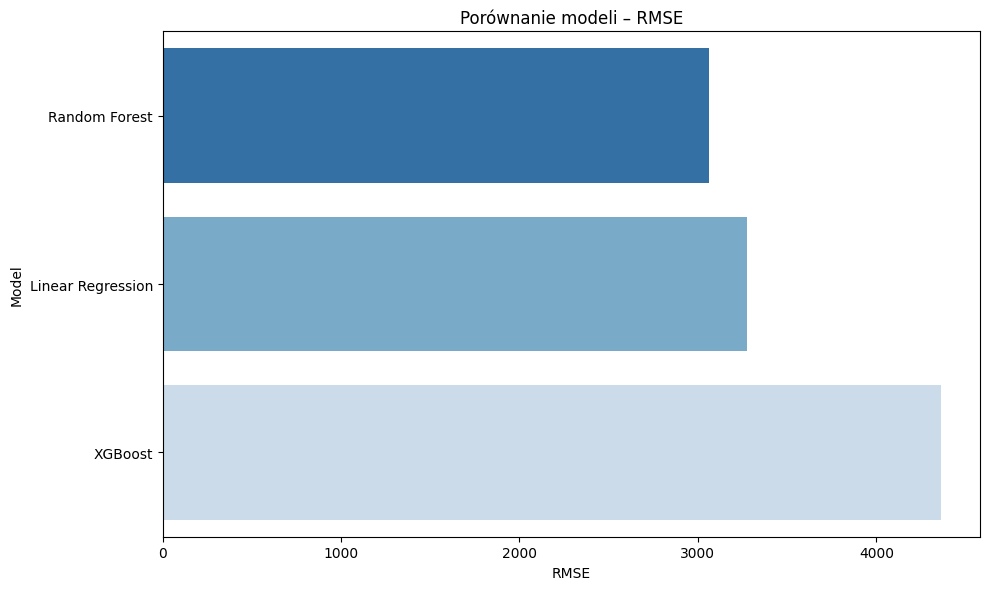 Porównanie modeli – RMSE
Model
Random Forest
Linear Regression
XGBoost
0 1000 2000 3000 4000
RMSE